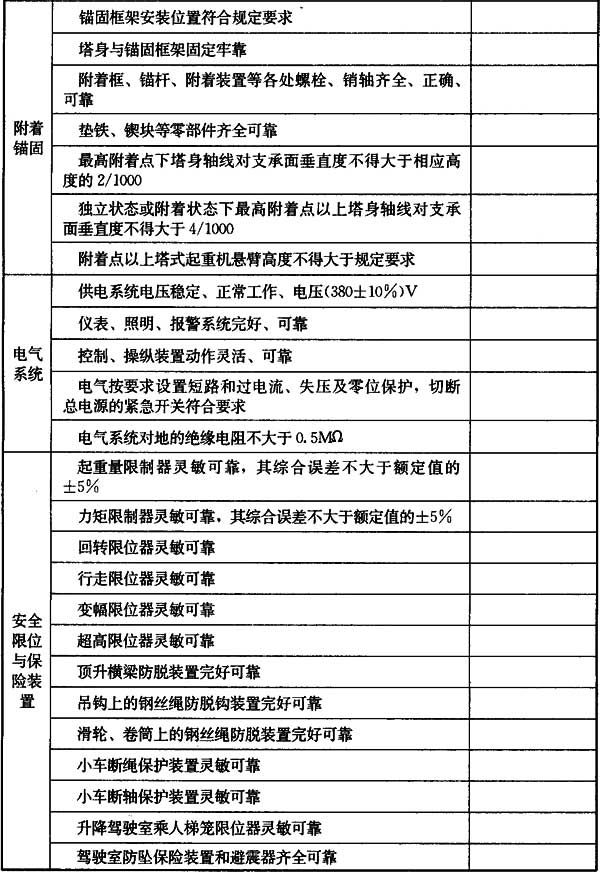 锚固框架安装位置符合规定要求
塔身与锚固框架固定牢靠
附着框、锚杆、附着装置等各处螺栓、销轴齐全、正确、
可靠
附着
锚固
垫铁、锲块等零部件齐全可靠
最高附着点下塔身轴线对支承面垂直度不得大于相应高
度的2/1000
独立状态或附着状态下最高附着点以上塔身轴线对支承
面垂直度不得大于4/1000
附着点以上塔式起重机悬臂高度不得大于规定要求
供电系统电压稳定、正常工作、电压(380±10%)V
仪表、照明、报警系统完好、可靠
电气
系统
控制、操纵装置动作灵活、可靠
电气按要求设置短路和过电流、失压及零位保护，切断
总电源的紧急开关符合要求
电气系统对地的绝缘电阻不大于0.5MΩ
起重量限制器灵敏可靠，其综合误差不大于额定值的
±5%
力矩限制器灵敏可靠，其综合误差不大于额定值的±5%
回转限位器灵敏可靠
行走限位器灵敏可靠
变幅限位器灵敏可靠
安全
限位
与保
险装
置
超高限位器灵敏可靠
顶升横梁防脱装置完好可靠
吊钩上的钢丝绳防脱钩装置完好可靠
滑轮、卷筒上的钢丝绳防脱装置完好可靠
小车断绳保护装置灵敏可靠
小车断轴保护装置灵敏可靠
升降驾驶室乘人梯笼限位器灵敏可靠
驾驶室防坠保险装置和避震器齐全可靠